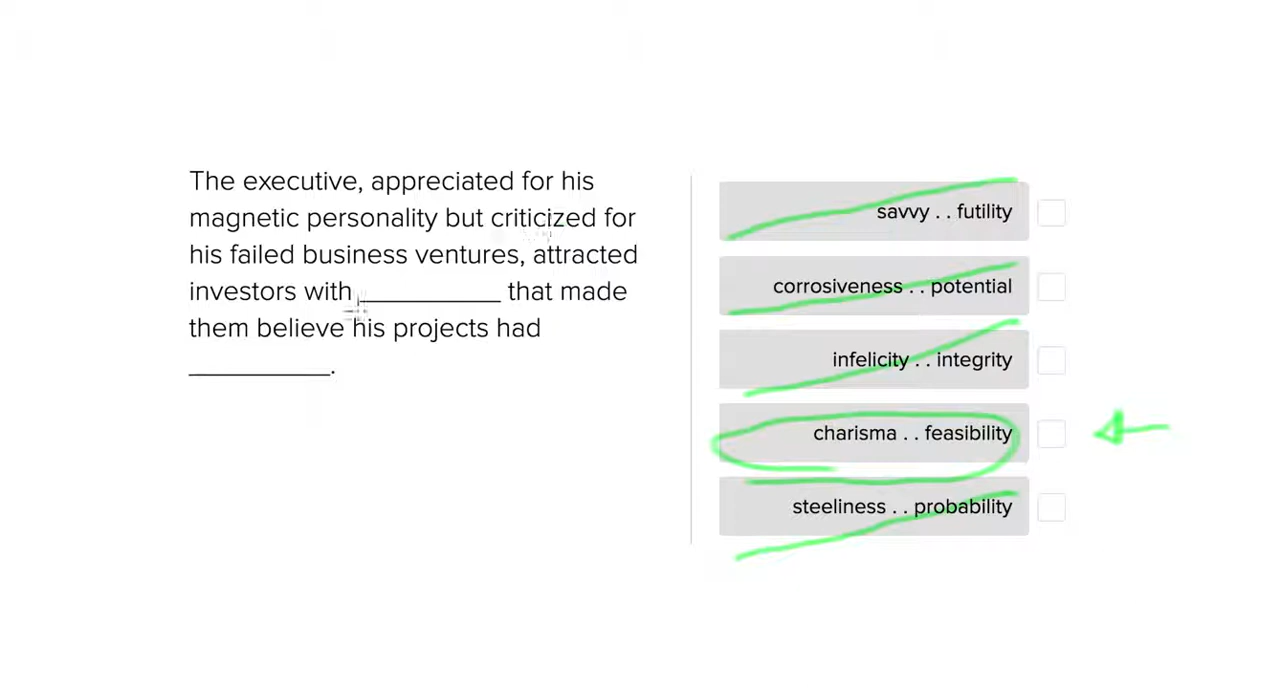 The executive, appreciated for his
magnetic personality but criticized for
his failed business ventures, attracted
investors with __________ that made
them believe his projects had
__________.
savvy . . futility
corrosiveness . . potential
infelicity . . integrity
charisma . . feasibility
steeliness . . probability